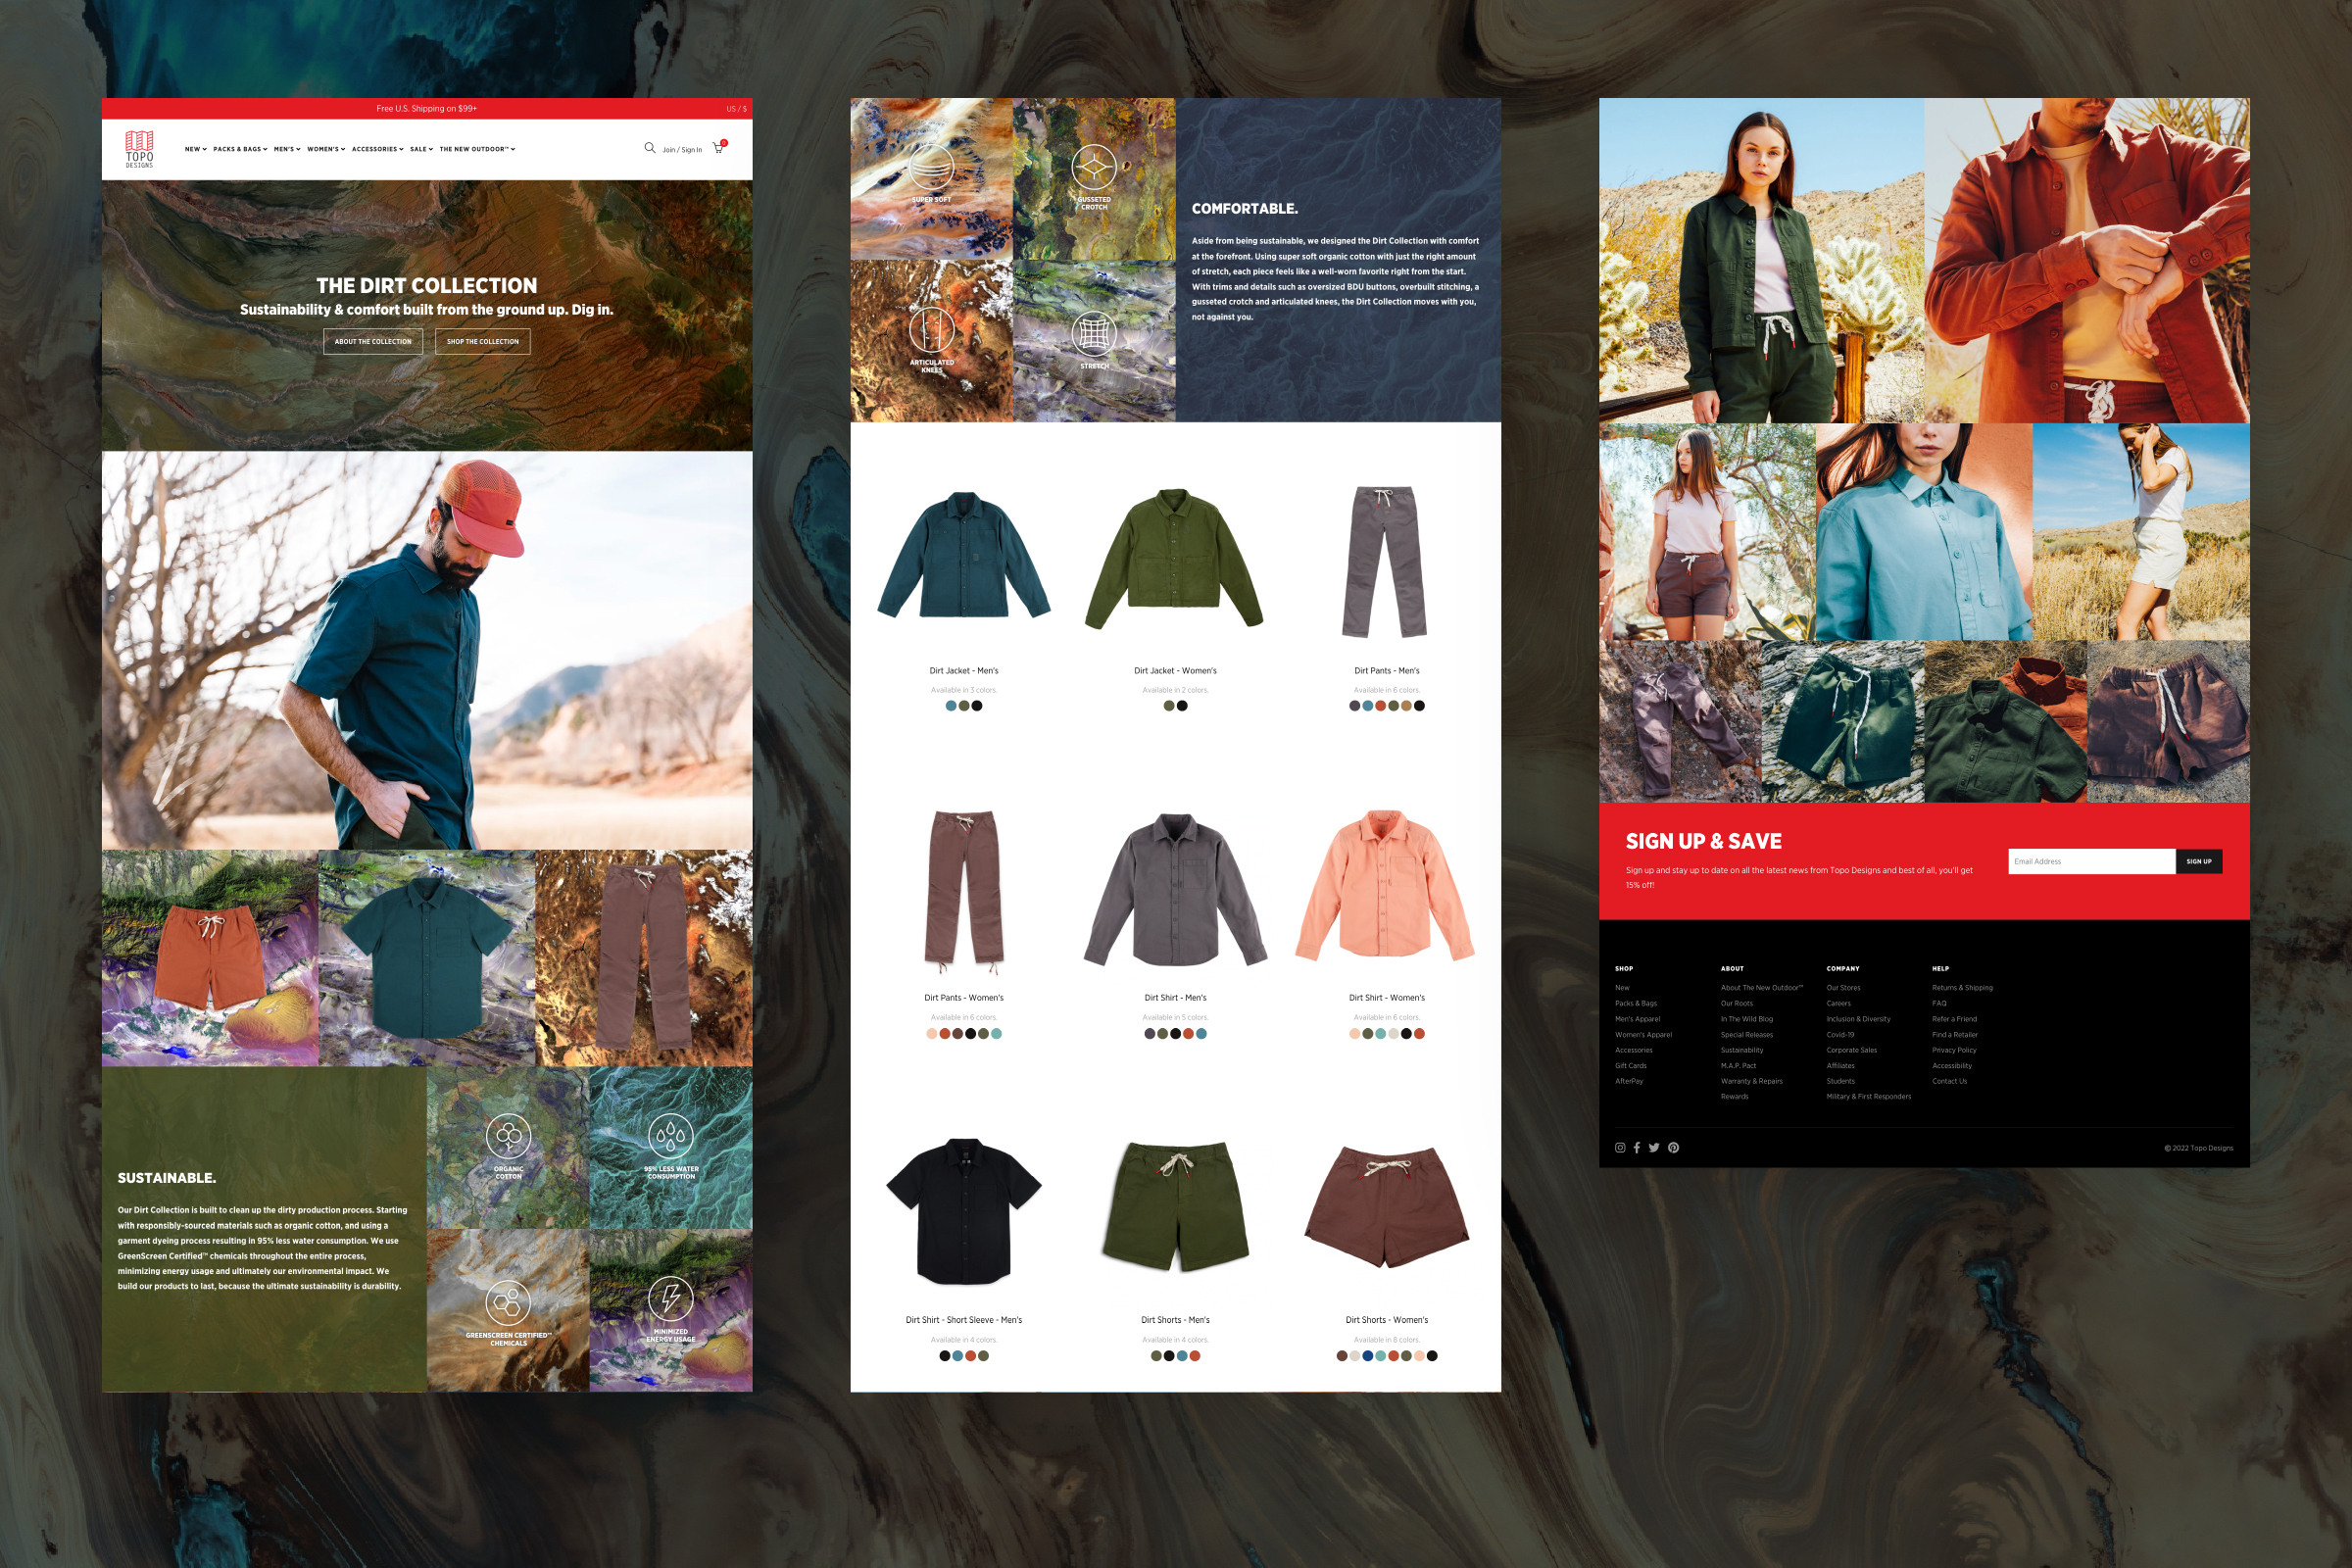 Free U.S. Shipping on $99+
US / $
TOPO
DESIGNS
NEW
PACKS & BAGS
MEN'S
WOMEN'S
ACCESSORIES
SALE
THE NEW OUTDOOR™
Join / Sign In
0
THE DIRT COLLECTION
Sustainability & comfort built from the ground up. Dig in.
ABOUT THE COLLECTION
SHOP THE COLLECTION
SUSTAINABLE.
Our Dirt Collection is built to clean up the dirty production process. Starting
with responsibly-sourced materials such as organic cotton, and using a
garment dyeing process resulting in 95% less water consumption. We use
GreenScreen Certified™ chemicals throughout the entire process,
minimizing energy usage and ultimately our environmental impact. We
build our products to last, because the ultimate sustainability is durability.
ORGANIC
COTTON
95% LESS WATER
CONSUMPTION
GREENSCREEN CERTIFIED™
CHEMICALS
MINIMIZED
ENERGY USAGE
SUPER SOFT
GUSSETED
CROTCH
ARTICULATED
KNEES
STRETCH
COMFORTABLE.
Aside from being sustainable, we designed the Dirt Collection with comfort
at the forefront. Using super soft organic cotton with just the right amount
of stretch, each piece feels like a well-worn favorite right from the start.
With trims and details such as oversized BDU buttons, overbuilt stitching, a
gusseted crotch and articulated knees, the Dirt Collection moves with you,
not against you.
Dirt Jacket - Men's
Available in 3 colors.
Dirt Jacket - Women's
Available in 2 colors.
Dirt Pants - Men's
Available in 6 colors.
Dirt Pants - Women's
Available in 6 colors.
Dirt Shirt - Men's
Available in 5 colors.
Dirt Shirt - Women's
Available in 6 colors.
Dirt Shirt - Short Sleeve - Men's
Available in 4 colors.
Dirt Shorts - Men's
Available in 4 colors.
Dirt Shorts - Women's
Available in 8 colors.
SIGN UP & SAVE
Sign up and stay up to date on all the latest news from Topo Designs and best of all, you'll get
15% off!
Email Address
SIGN UP
SHOP
New
Packs & Bags
Men's Apparel
Women's Apparel
Accessories
Gift Cards
AfterPay
ABOUT
About The New Outdoor™
Our Roots
In The Wild Blog
Special Releases
Sustainability
M.A.P. Pact
Warranty & Repairs
Rewards
COMPANY
Our Stores
Careers
Inclusion & Diversity
Covid-19
Corporate Sales
Affiliates
Students
Military & First Responders
HELP
Returns & Shipping
FAQ
Refer a Friend
Find a Retailer
Privacy Policy
Accessibility
Contact Us
© 2022 Topo Designs